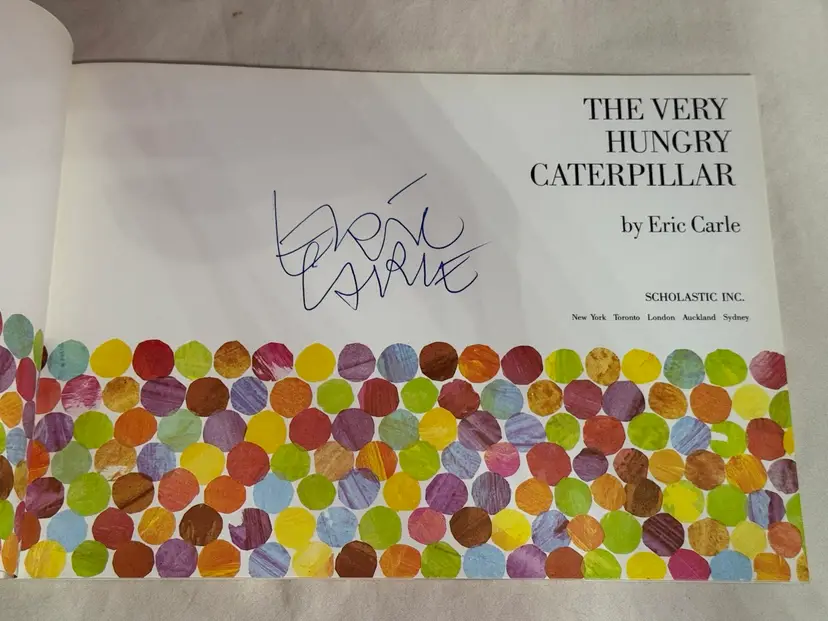 ERIC
CARLE
THE VERY
HUNGRY
CATERPILLAR
by Eric Carle
SCHOLASTIC INC.
New York Toronto London Auckland Sydney